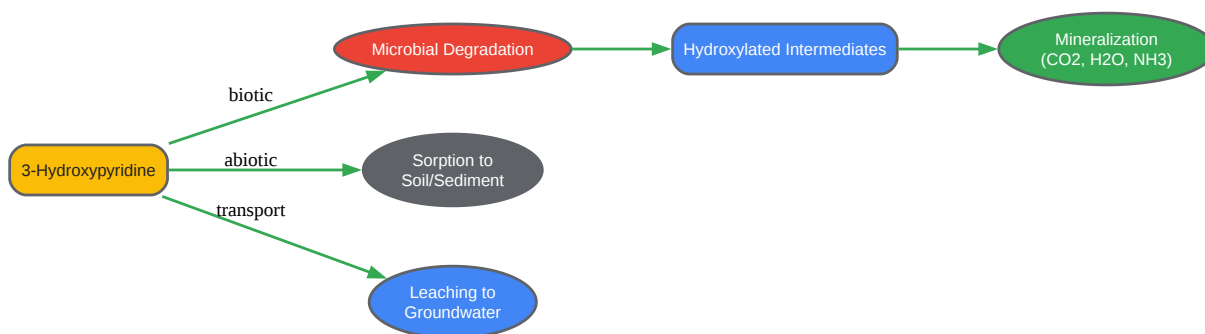 Microbial Degradation
Hydroxylated Intermediates
Mineralization
(CO2, H2O, NH3)
biotic
3-Hydroxypyridine
abiotic
Sorption to
Soil/Sediment
transport
Leaching to
Groundwater